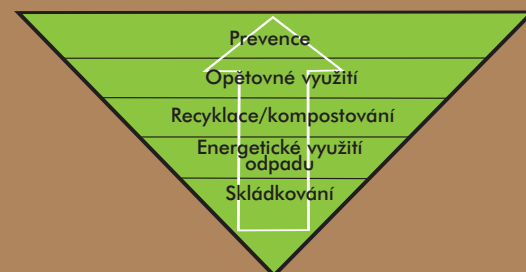 Prevence
Opětovné využití
Recyklace/kompostování
Energetické využití
odpadu
Skládkování